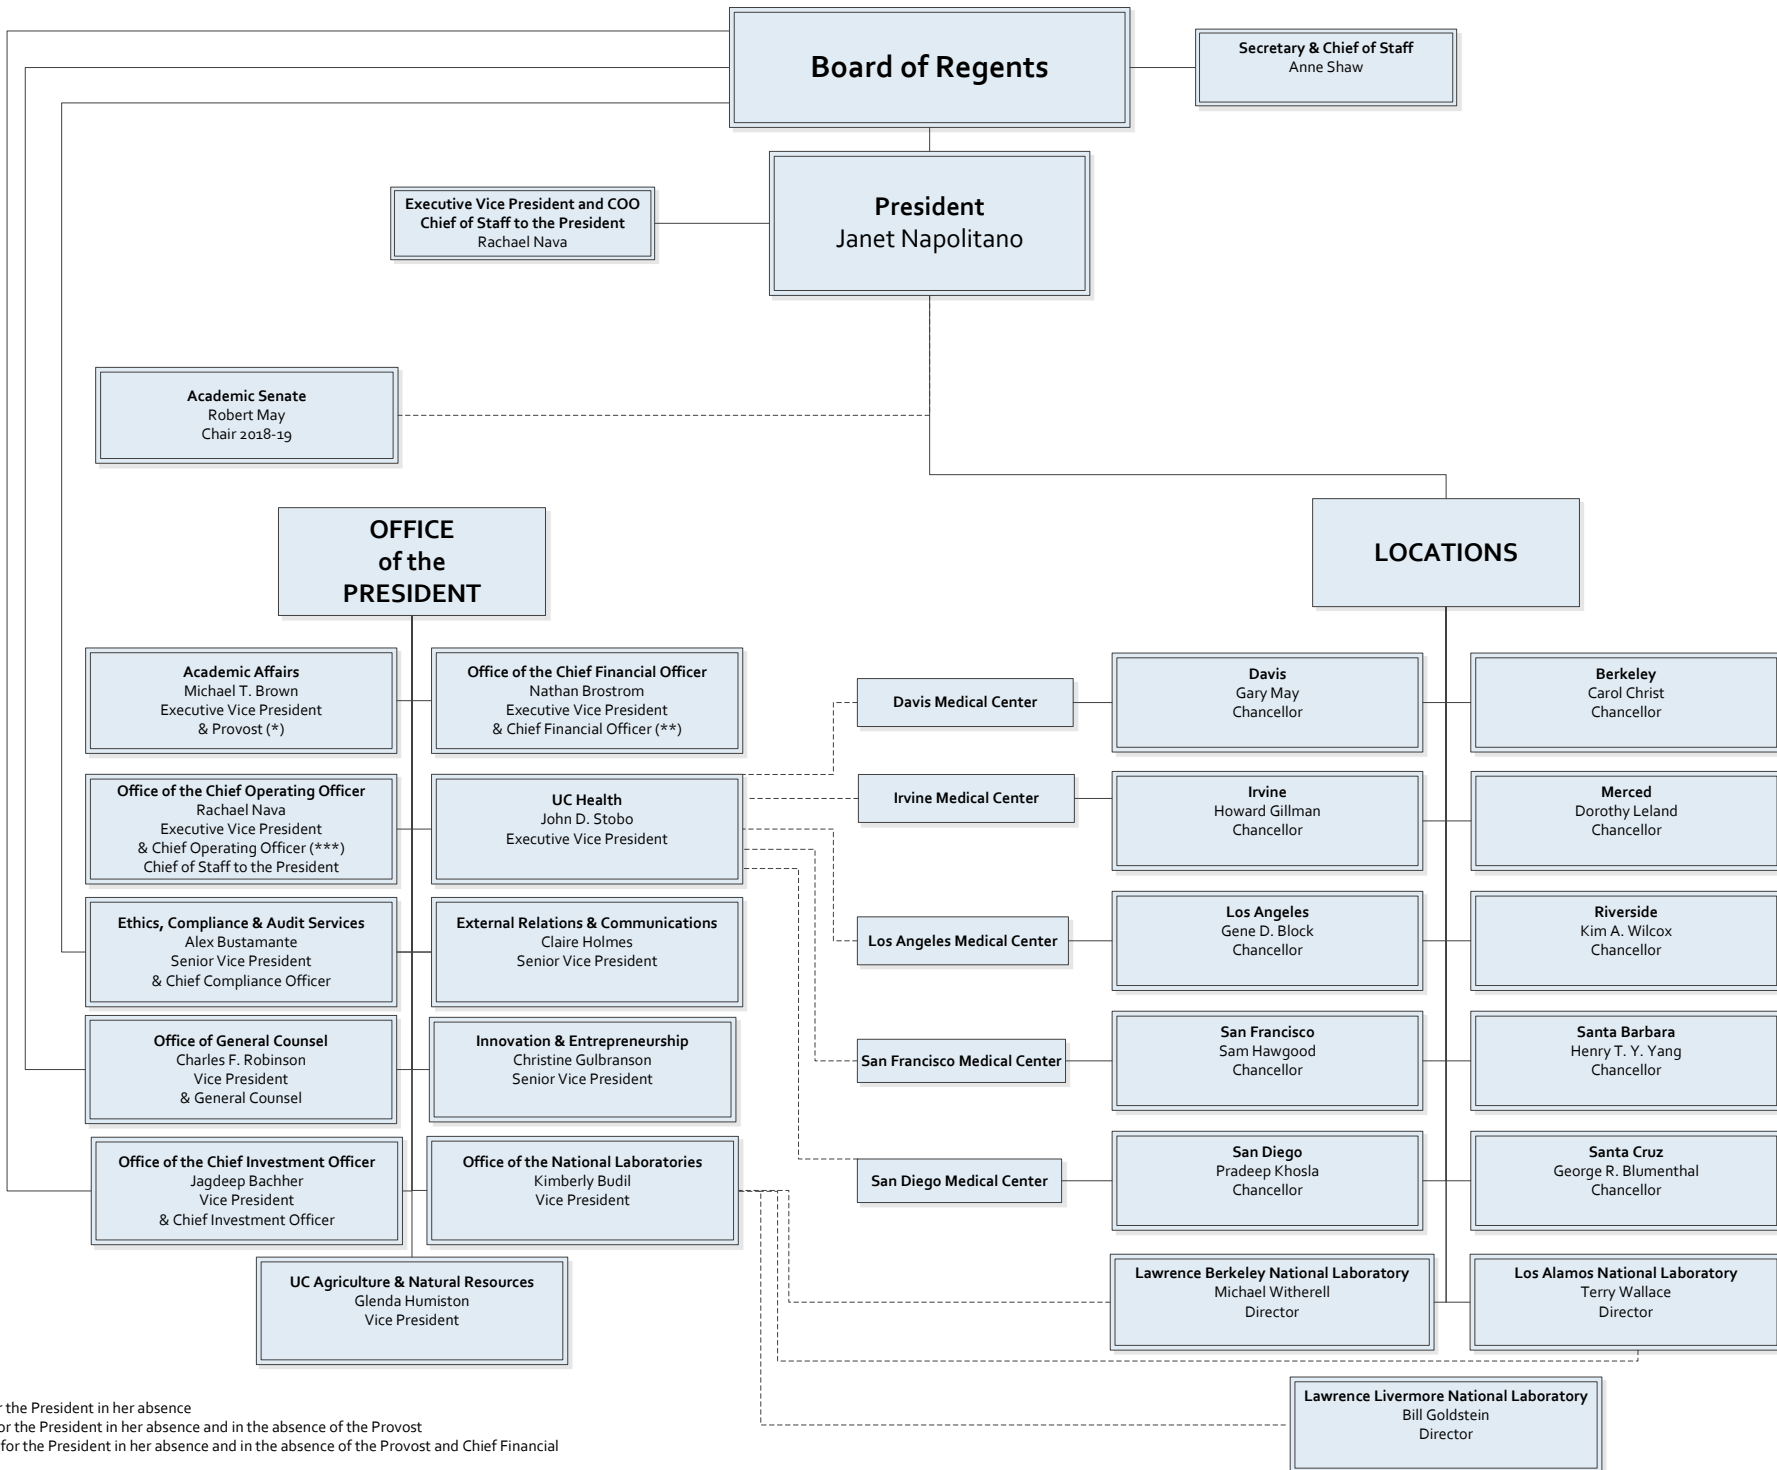 Board of Regents
Secretary & Chief of Staff
Anne Shaw
President
Janet Napolitano
Executive Vice President and COO
Chief of Staff to the President
Rachael Nava
Academic Senate
Robert May
Chair 2018-19
OFFICE
of the
PRESIDENT
LOCATIONS
Academic Affairs
Michael T. Brown
Executive Vice President
& Provost (*)
Office of the Chief Financial Officer
Nathan Brostrom
Executive Vice President
& Chief Financial Officer (**)
Office of the Chief Operating Officer
Rachael Nava
Executive Vice President
& Chief Operating Officer (***)
Chief of Staff to the President
UC Health
John D. Stobo
Executive Vice President
Ethics, Compliance & Audit Services
Alex Bustamante
Senior Vice President
& Chief Compliance Officer
External Relations & Communications
Claire Holmes
Senior Vice President
Office of General Counsel
Charles F. Robinson
Vice President
& General Counsel
Innovation & Entrepreneurship
Christine Gulbranson
Senior Vice President
Office of the Chief Investment Officer
Jagdeep Bachher
Vice President
& Chief Investment Officer
Office of the National Laboratories
Kimberly Budil
Vice President
UC Agriculture & Natural Resources
Glenda Humiston
Vice President
Davis Medical Center
Davis
Gary May
Chancellor
Berkeley
Carol Christ
Chancellor
Irvine Medical Center
Irvine
Howard Gillman
Chancellor
Merced
Dorothy Leland
Chancellor
Los Angeles Medical Center
Los Angeles
Gene D. Block
Chancellor
Riverside
Kim A. Wilcox
Chancellor
San Francisco Medical Center
San Francisco
Sam Hawgood
Chancellor
Santa Barbara
Henry T. Y. Yang
Chancellor
San Diego Medical Center
San Diego
Pradeep Khosla
Chancellor
Santa Cruz
George R. Blumenthal
Chancellor
Lawrence Berkeley National Laboratory
Michael Witherell
Director
Los Alamos National Laboratory
Terry Wallace
Director
Lawrence Livermore National Laboratory
Bill Goldstein
Director
the President in her absence
the President in her absence and in the absence of the Provost
for the President in her absence and in the absence of the Provost and Chief Financial